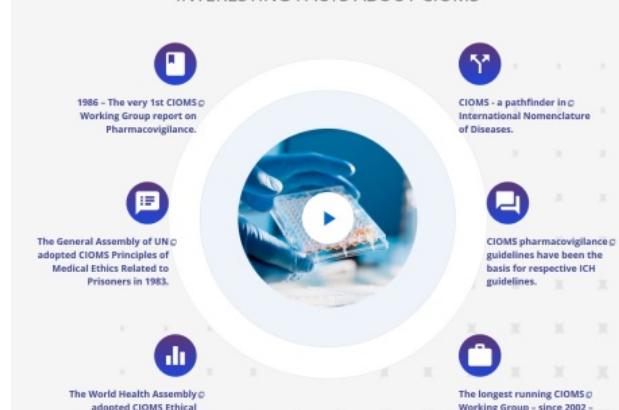 INTERESTING FACTS ABOUT CIOMS
1986 – The very 1st CIOMS
Working Group report on
Pharmacovigilance.
CIOMS - a pathfinder in
International Nomenclature
of Diseases.
The General Assembly of UN
adopted CIOMS Principles of
Medical Ethics Related to
Prisoners in 1983.
CIOMS pharmacovigilance
guidelines have been the
basis for respective ICH
guidelines.
The World Health Assembly
adopted CIOMS Ethical
The longest running CIOMS
Working Group – since 2002 –